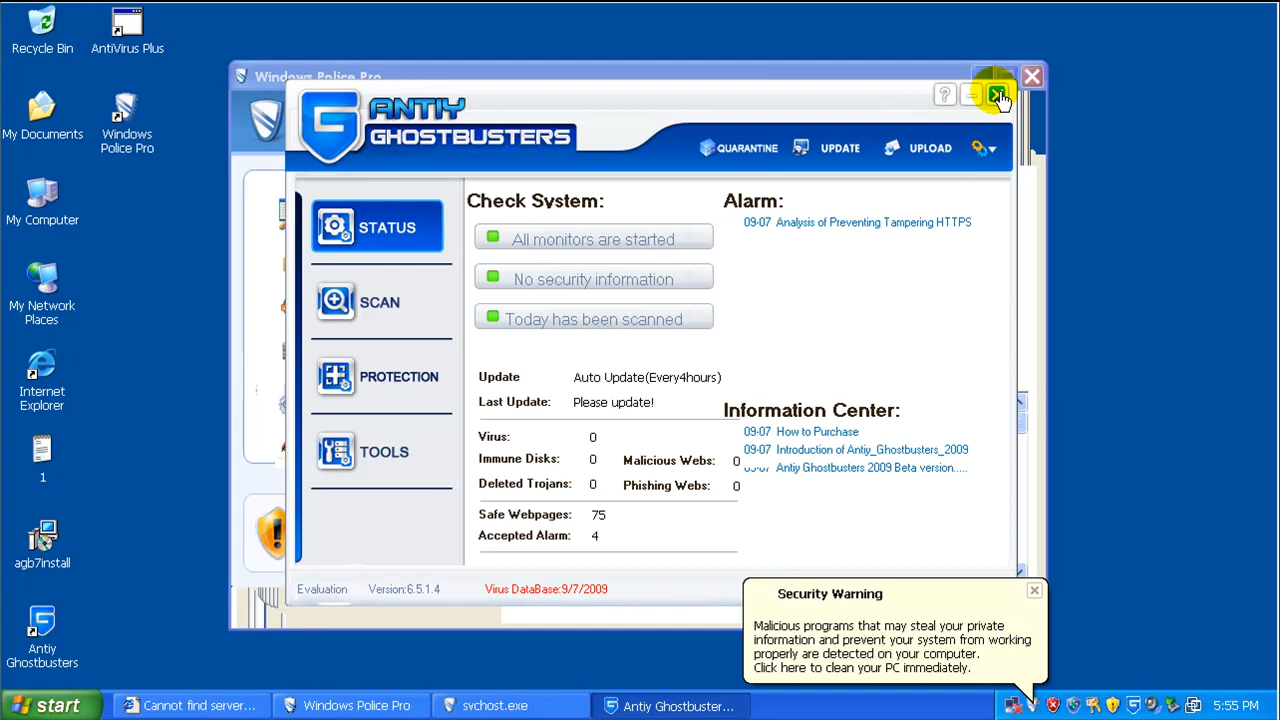 Recycle Bin
AntiVirus Plus
My Documents
Windows
Police Pro
My Computer
My Network
Places
Internet
Explorer
1
agb7install
Antiy
Ghostbusters
Windows Police Pro
ANTIY
GHOSTBUSTERS
?
QUARANTINE
UPDATE
UPLOAD
STATUS
SCAN
PROTECTION
TOOLS
Check System:
All monitors are started
No security information
Today has been scanned
Update Auto Update(Every4hours)
Last Update: Please update!
Virus: 0
Immune Disks: 0 Malicious Webs: 0
Deleted Trojans: 0 Phishing Webs: 0
Safe Webpages: 75
Accepted Alarm: 4
Alarm:
09-07 Analysis of Preventing Tampering HTTPS
Information Center:
09-07 How to Purchase
09-07 Introduction of Antiy_Ghostbusters_2009
09-07 Antiy Ghostbusters 2009 Beta version.....
Evaluation Version:6.5.1.4 Virus DataBase:9/7/2009
Security Warning
Malicious programs that may steal your private
information and prevent your system from working
properly are detected on your computer.
Click here to clean your PC immediately.
start
Cannot find server...
Windows Police Pro
svchost.exe
Antiy Ghostbuster...
5:55 PM